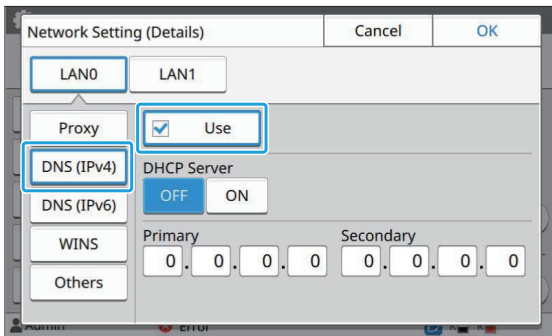 Network Setting (Details) Cancel OK
LAN0 LAN1
Proxy Use
DNS (IPv4) DHCP Server
OFF ON
DNS (IPv6)
WINS Primary Secondary
0 . 0 . 0 . 0 0 . 0 . 0 . 0
Others
Admin Error